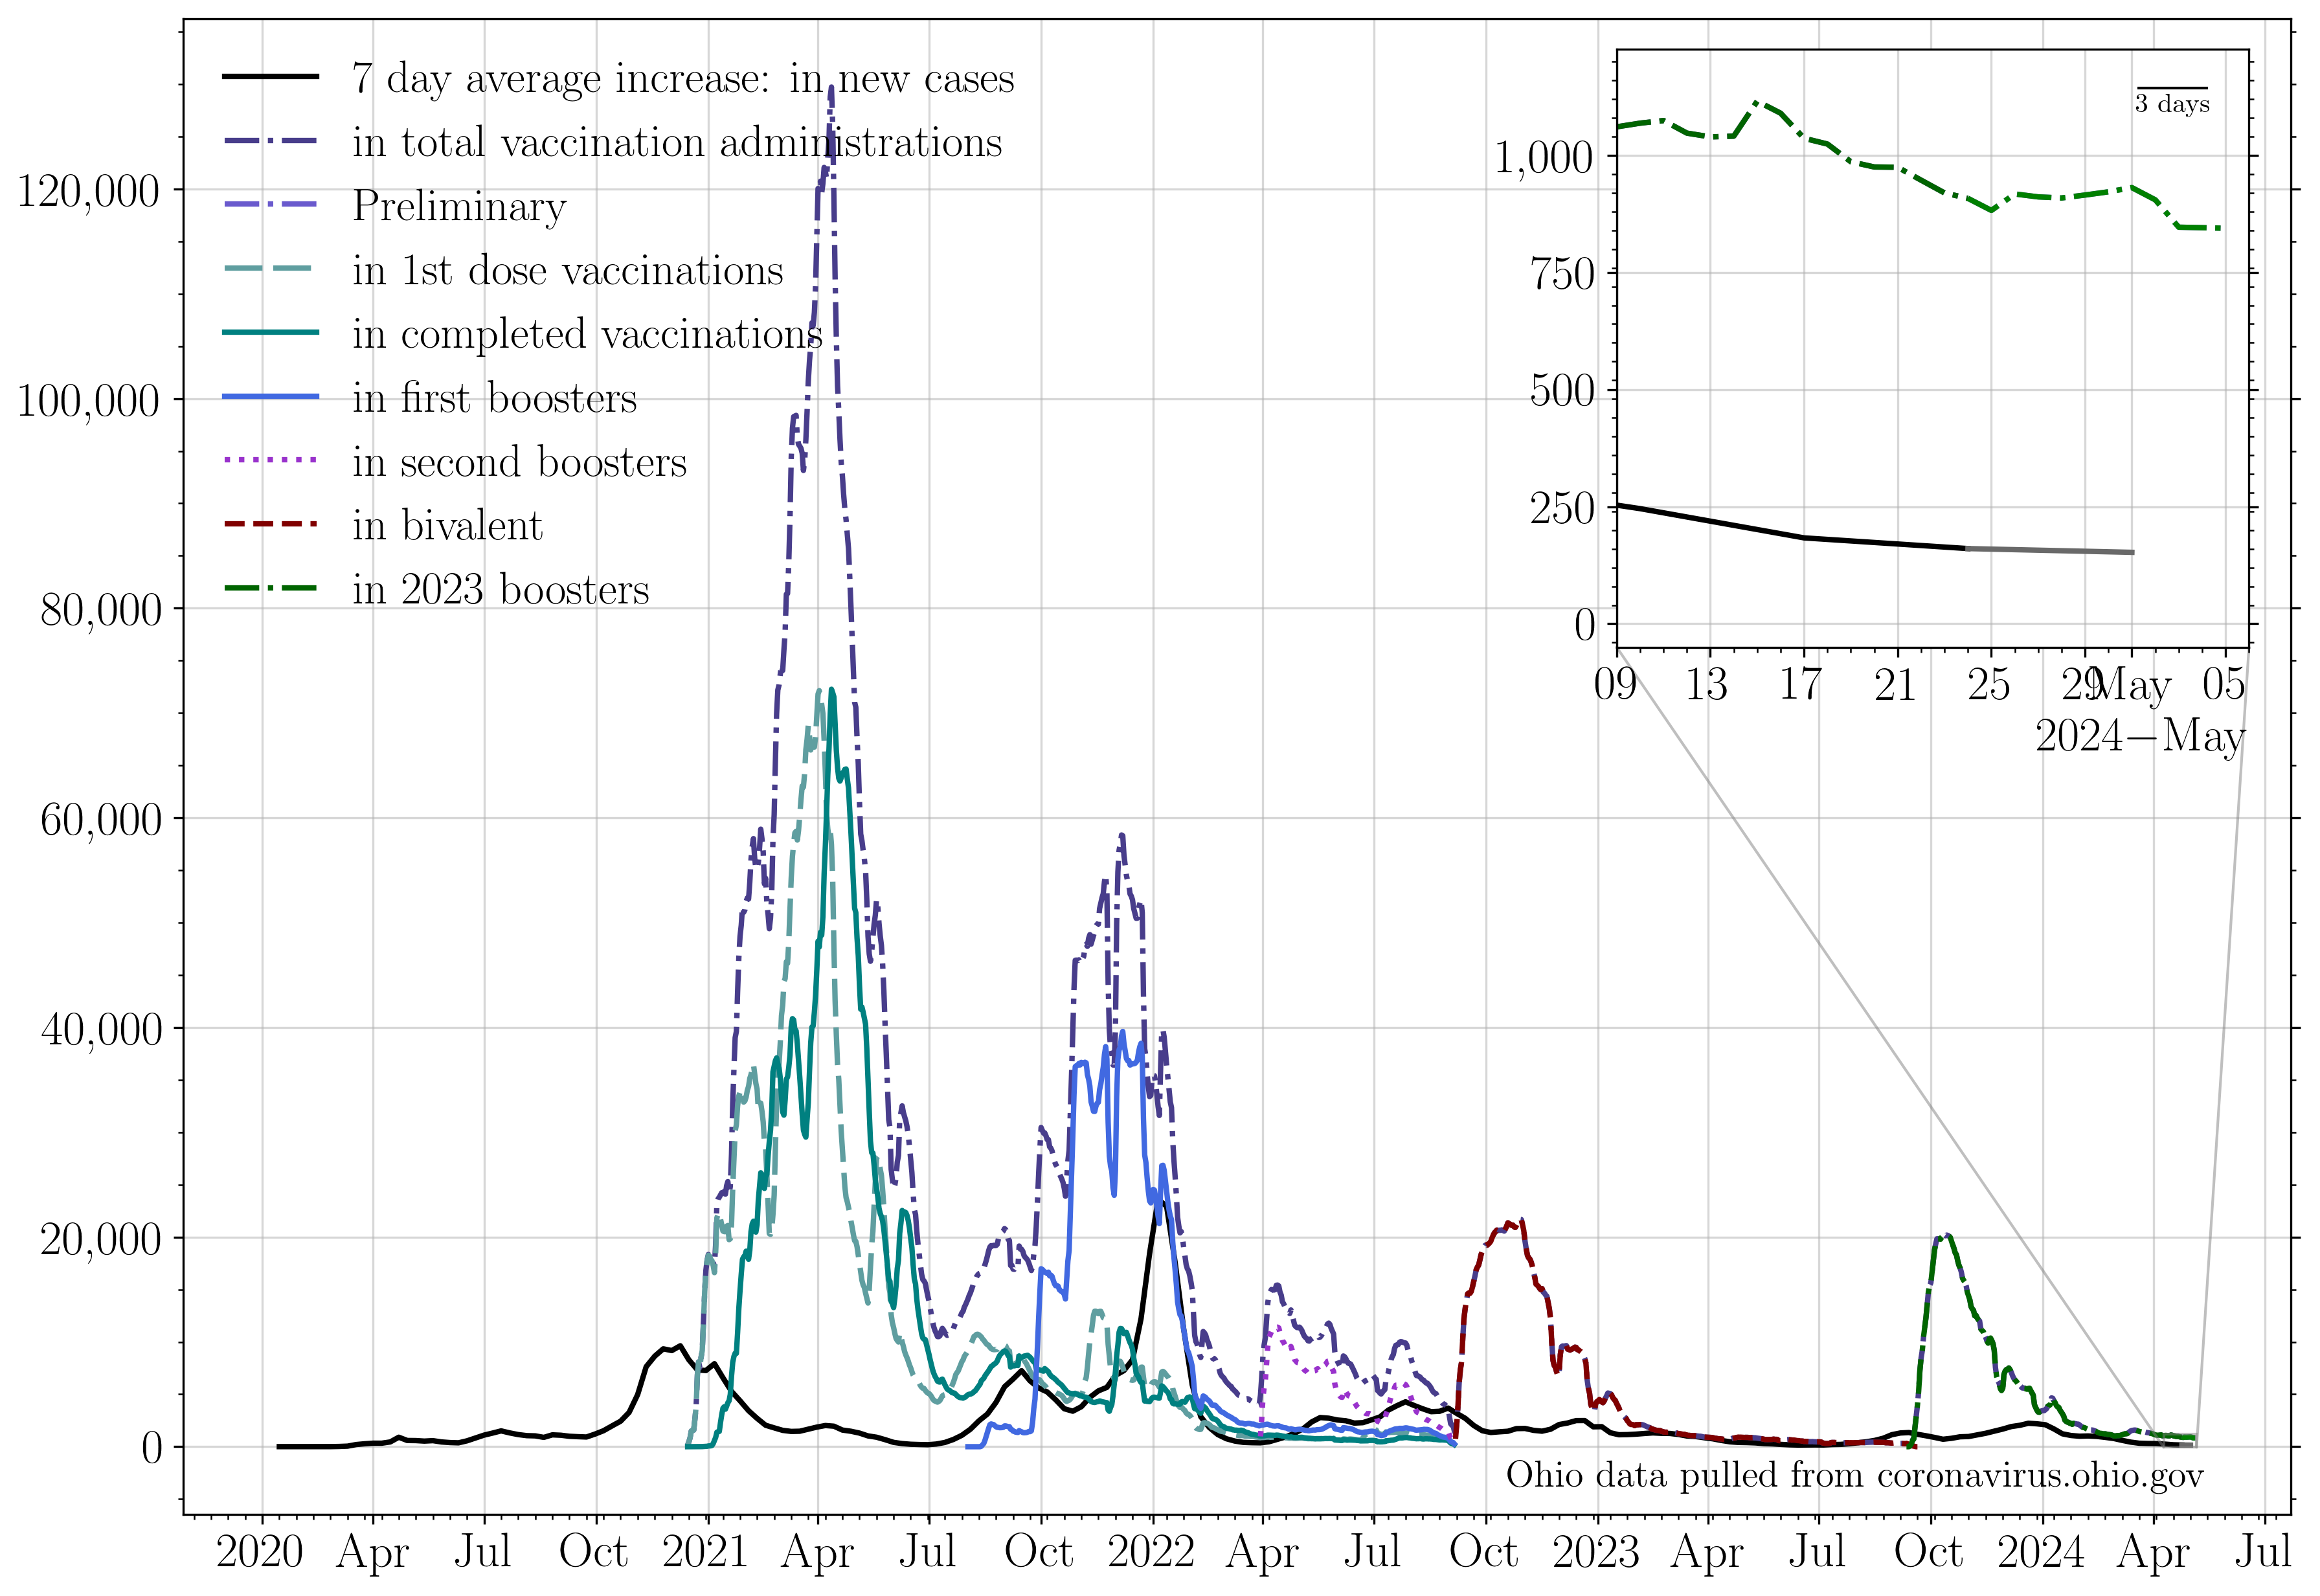 7 day average increase: in new cases
in total vaccination administrations
Preliminary
in 1st dose vaccinations
in completed vaccinations
in first boosters
in second boosters
in bivalent
in 2023 boosters
120,000
100,000
80,000
60,000
40,000
20,000
0
3 days
1,000
750
500
250
0
09 13 17 21 25 29 May 05
2024-May
Ohio data pulled from coronavirus.ohio.gov
2020 Apr Jul Oct 2021 Apr Jul Oct 2022 Apr Jul Oct 2023 Apr Jul Oct 2024 Apr Jul